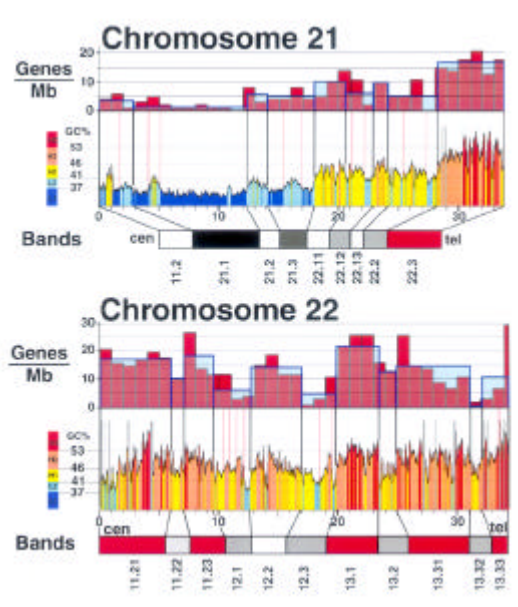 Chromosome 21
20
Genes
10
Mb
0
GC%
53
46
41
37
0 10 20 30
Bands cen tel
11.2 21.1 21.2 21.3 22.11 22.12 22.13 22.2 22.3
Chromosome 22
30
20
Genes
Mb
10
0
GC%
53
46
41
37
0 10 20 30
cen tel
Bands
11.21 11.22 11.23 12.1 12.2 12.3 13.1 13.2 13.31 13.32 13.33